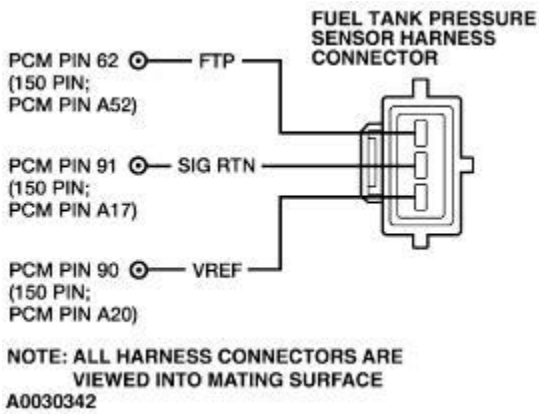 FUEL TANK PRESSURE
SENSOR HARNESS
CONNECTOR
PCM PIN 62 FTP
(150 PIN;
PCM PIN A52)
PCM PIN 91 SIG RTN
(150 PIN;
PCM PIN A17)
PCM PIN 90 VREF
(150 PIN;
PCM PIN A20)
NOTE: ALL HARNESS CONNECTORS ARE
VIEWED INTO MATING SURFACE
A0030342